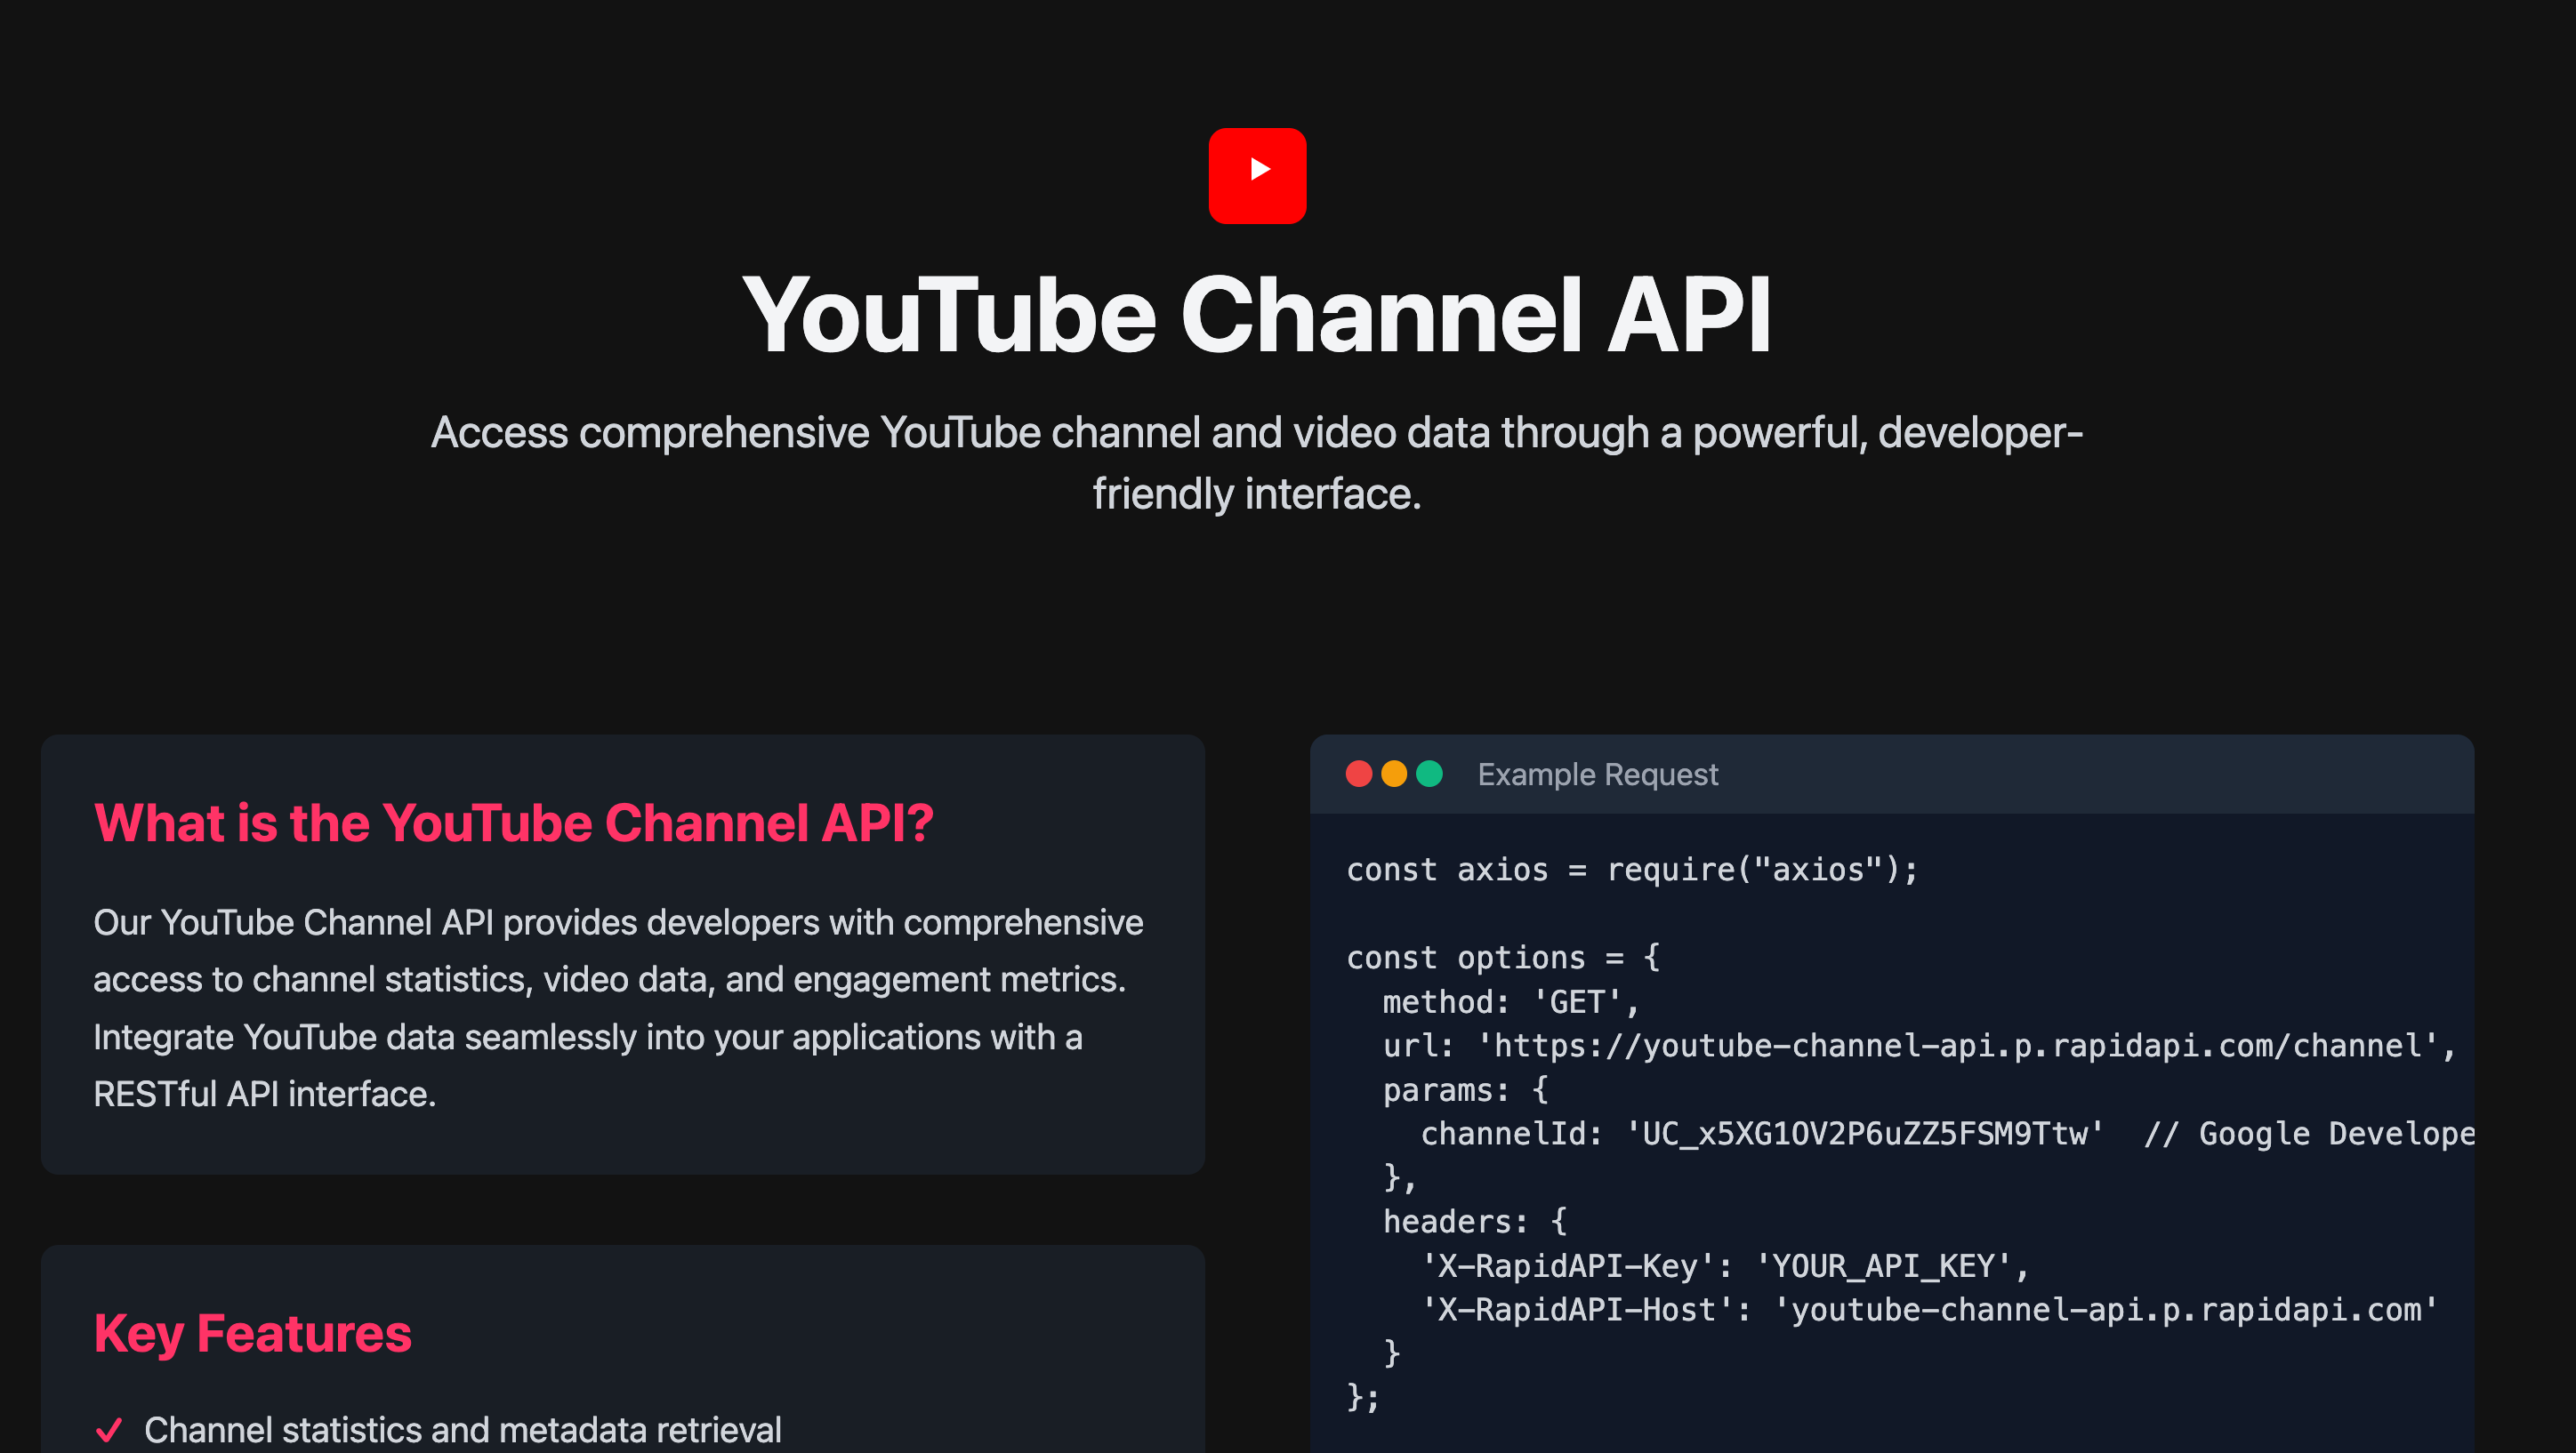 YouTube Channel API
Access comprehensive YouTube channel and video data through a powerful, developer-
friendly interface.
What is the YouTube Channel API?
Our YouTube Channel API provides developers with comprehensive
access to channel statistics, video data, and engagement metrics.
Integrate YouTube data seamlessly into your applications with a
RESTful API interface.
Key Features
✓ Channel statistics and metadata retrieval
Example Request
const axios = require("axios");
const options = {
  method: 'GET',
  url: 'https://youtube-channel-api.p.rapidapi.com/channel',
  params: {
    channelId: 'UC_x5XG1OV2P6uZZ5FSM9Ttw'  // Google Develope
  },
  headers: {
    'X-RapidAPI-Key': 'YOUR_API_KEY',
    'X-RapidAPI-Host': 'youtube-channel-api.p.rapidapi.com'
  }
};